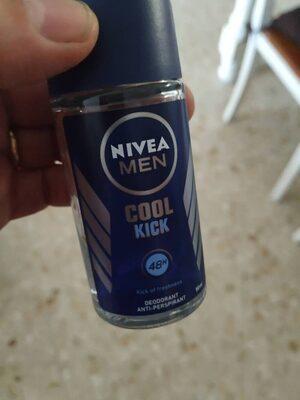 NIVEA
MEN
COOL
KICK
48H
Kick of freshness
DEODORANT
ANTI-PERSPIRANT